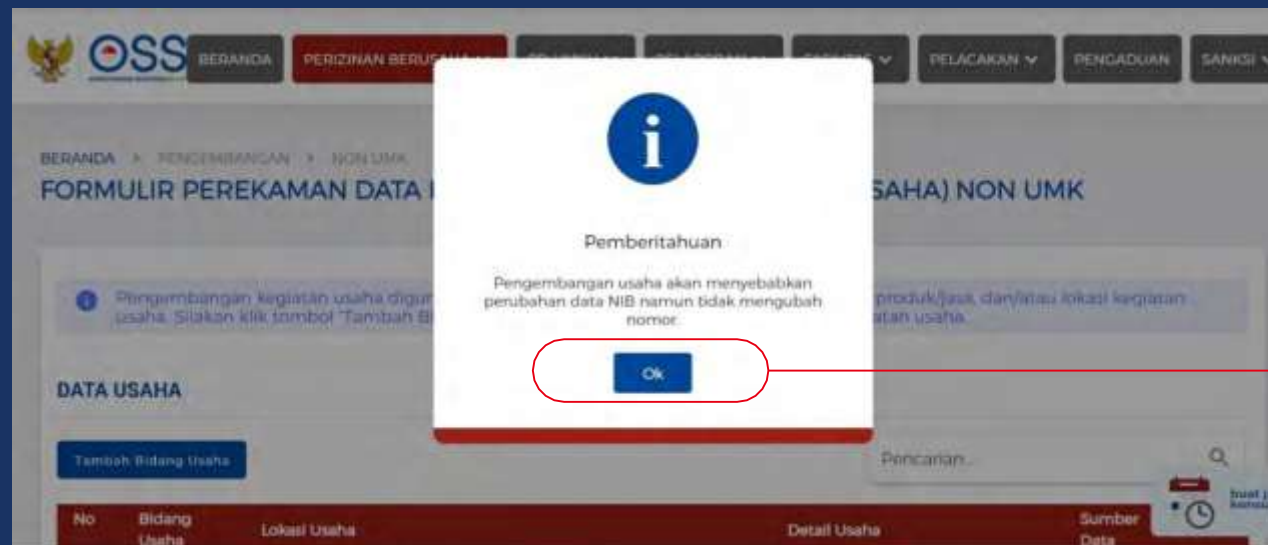 OSS BERANDA PERIZINAN BERUSAHA PELACAKAN PENGADUAN SANKSI
BERANDA > PENGEMBANGAN > NON UMK
FORMULIR PEREKAMAN DATA SAHA) NON UMK
i
Pemberitahuan
Pengembangan usaha akan menyebabkan
perubahan data NIB namun tidak mengubah
nomor.
Ok
Pengembangan kegiatan usaha produk/jasa, dan/atau lokasi kegiatan
usaha. Silakan klik tombol "Tambah usaha.
DATA USAHA
Tambah Bidang Usaha
Pencarian...
No Bidang Usaha Lokasi Usaha Detail Usaha Sumber Data